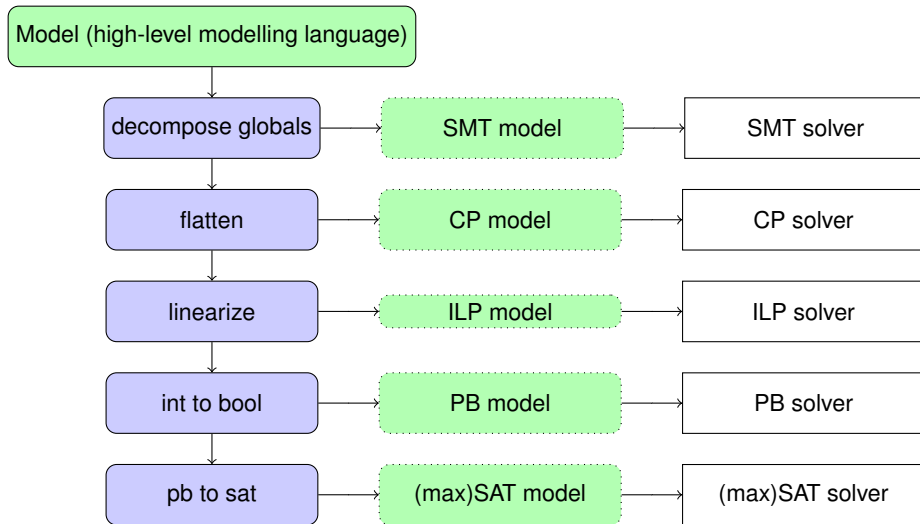 Model (high-level modelling language)
decompose globals
SMT model
SMT solver
flatten
CP model
CP solver
linearize
ILP model
ILP solver
int to bool
PB model
PB solver
pb to sat
(max)SAT model
(max)SAT solver